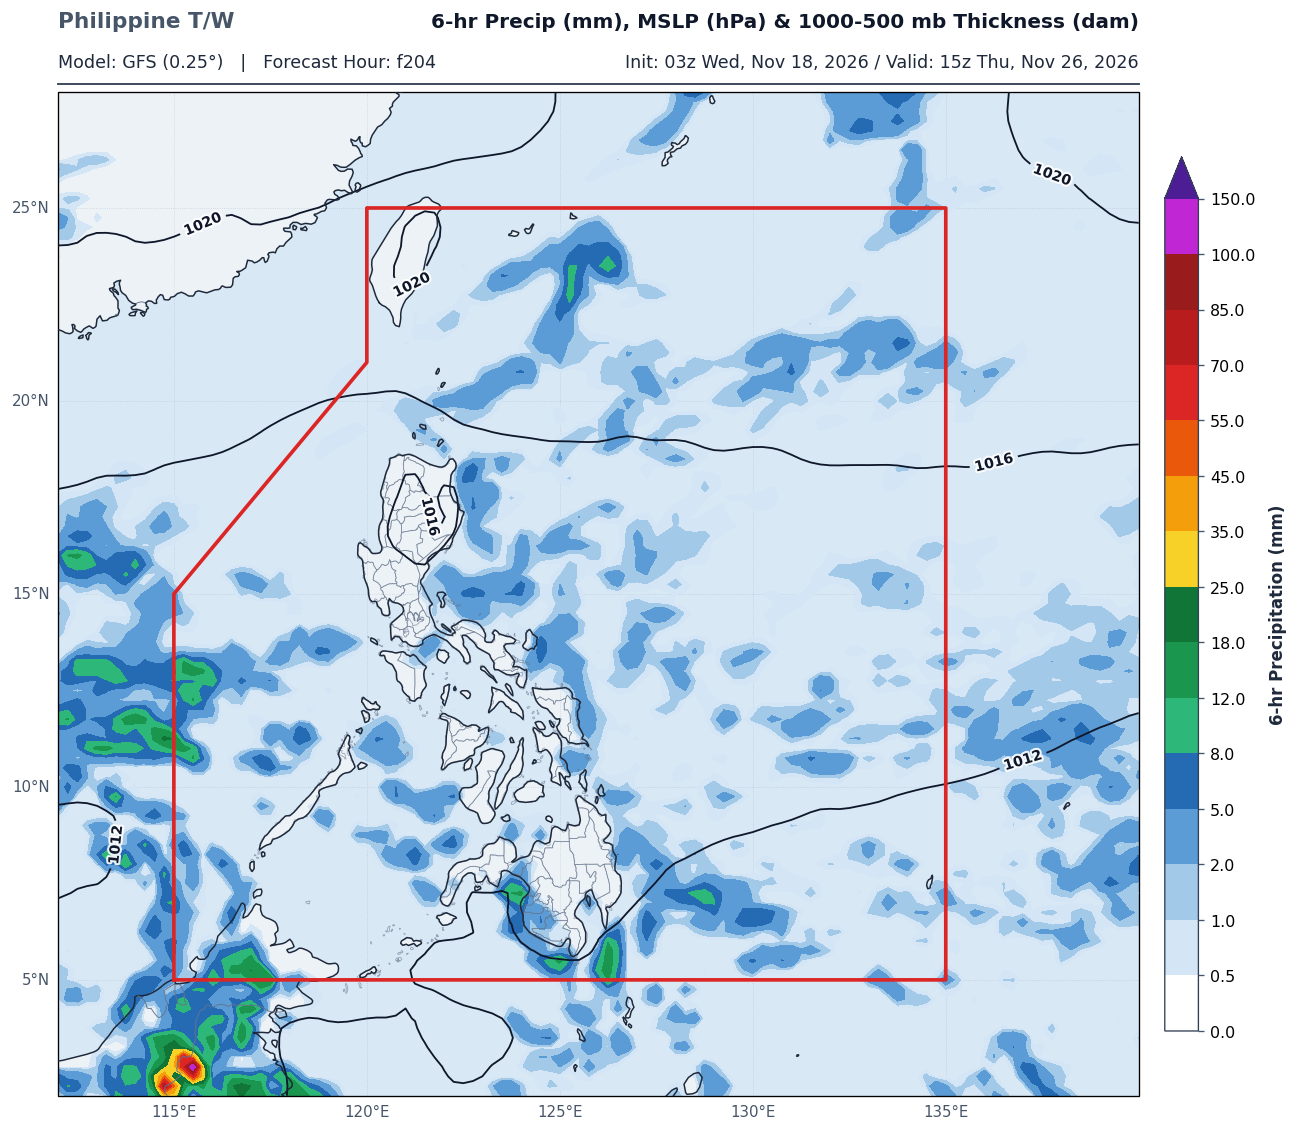 Philippine T/W
6-hr Precip (mm), MSLP (hPa) & 1000-500 mb Thickness (dam)
Model: GFS (0.25°)   |   Forecast Hour: f204
Init: 03z Wed, Nov 18, 2026 / Valid: 15z Thu, Nov 26, 2026
25°N
20°N
15°N
10°N
5°N
115°E
120°E
125°E
130°E
135°E
1020
1020
1020
1016
1016
1012
1012
150.0
100.0
85.0
70.0
55.0
45.0
35.0
25.0
18.0
12.0
8.0
5.0
2.0
1.0
0.5
0.0
6-hr Precipitation (mm)